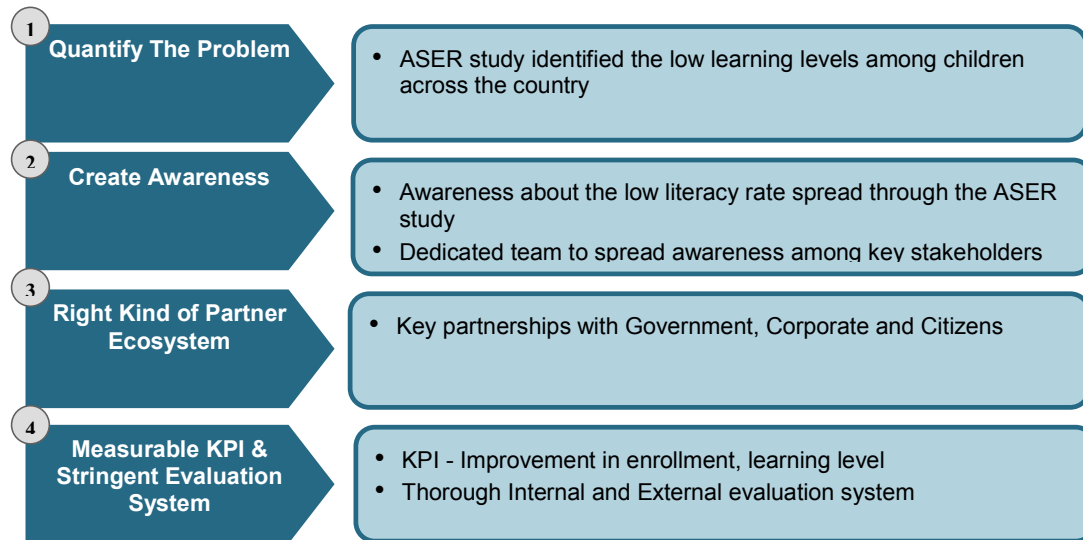 1
Quantify The Problem
• ASER study identified the low learning levels among children
across the country
2
Create Awareness
• Awareness about the low literacy rate spread through the ASER
study
• Dedicated team to spread awareness among key stakeholders
3
Right Kind of Partner
Ecosystem
• Key partnerships with Government, Corporate and Citizens
4
Measurable KPI &
Stringent Evaluation
System
• KPI - Improvement in enrollment, learning level
• Thorough Internal and External evaluation system